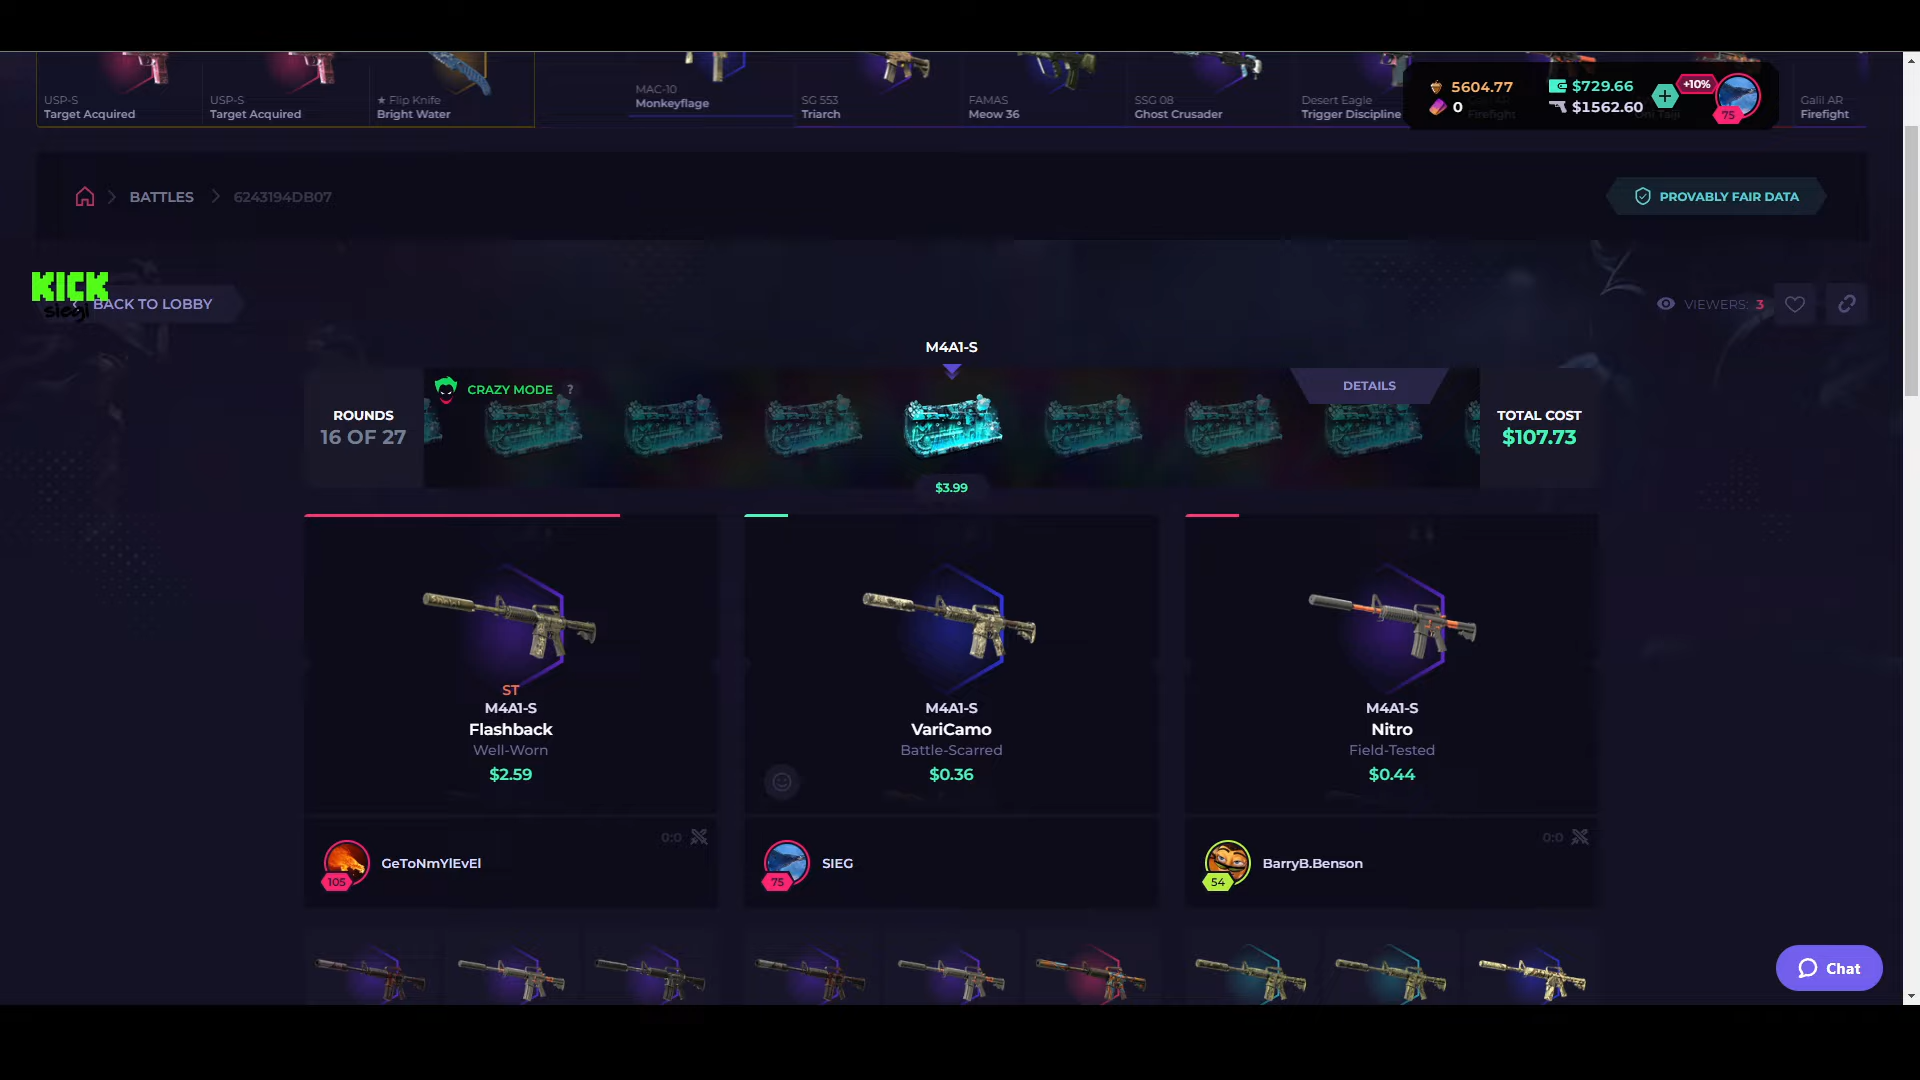 USP-S
Target Acquired
USP-S
Target Acquired
★ Flip Knife
Bright Water
MAC-10
Monkeyflage
SG 553
Triarch
FAMAS
Meow 36
SSG 08
Ghost Crusader
Desert Eagle
Trigger Discipline
Firefight
Oni Taiji
Galil AR
Firefight
5604.77
0
$729.66
$1562.60
+10%
75
BATTLES
6243194DB07
PROVABLY FAIR DATA
KICK
siegi
BACK TO LOBBY
VIEWERS: 3
M4A1-S
CRAZY MODE ?
DETAILS
ROUNDS
16 OF 27
TOTAL COST
$107.73
$3.99
ST
M4A1-S
Flashback
Well-Worn
$2.59
M4A1-S
VariCamo
Battle-Scarred
$0.36
M4A1-S
Nitro
Field-Tested
$0.44
0:0
GeToNmYlEvEl
105
SIEG
75
0:0
BarryB.Benson
54
Chat